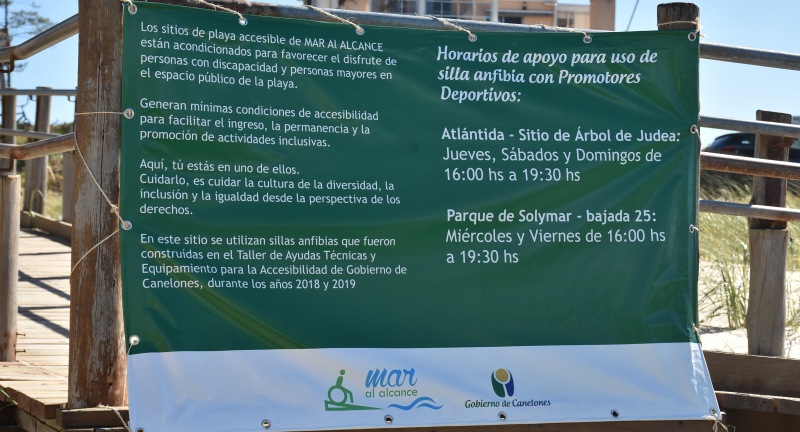 Los sitios de playa accesible de MAR Al ALCANCE
están acondicionados para favorecer el disfrute de
personas con discapacidad y personas mayores en
el espacio público de la playa.
Generan mínimas condiciones de accesibilidad
para facilitar el ingreso, la permanencia y la
promoción de actividades inclusivas.
Aquí, tú estás en uno de ellos.
Cuidarlo, es cuidar la cultura de la diversidad, la
inclusión y la igualdad desde la perspectiva de los
derechos.
En este sitio se utilizan sillas anfibias que fueron
construidas en el Taller de Ayudas Técnicas y
Equipamiento para la Accesibilidad de Gobierno de
Canelones, durante los años 2018 y 2019
Horarios de apoyo para uso de
silla anfibia con Promotores
Deportivos:
Atlántida - Sitio de Árbol de Judea:
Jueves, Sábados y Domingos de
16:00 hs a 19:30 hs
Parque de Solymar - bajada 25:
Miércoles y Viernes de 16:00 hs
a 19:30 hs
mar
al alcance
Gobierno de Canelones